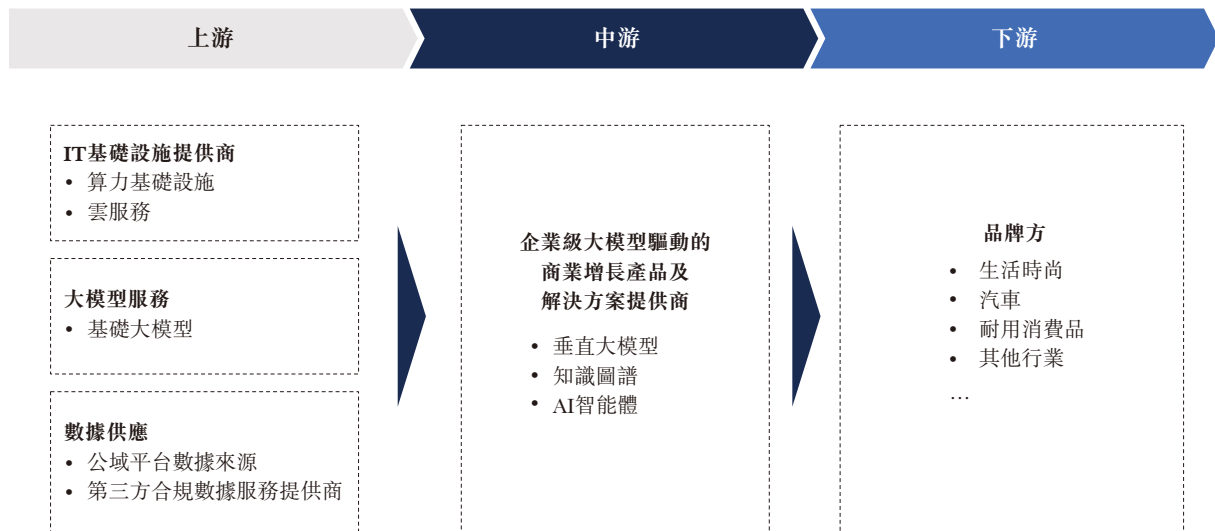 上游
中游
下游
IT基礎設施提供商
• 算力基礎設施
• 雲服務
大模型服務
• 基礎大模型
數據供應
• 公域平台數據來源
• 第三方合規數據服務提供商
企業級大模型驅動的
商業增長產品及
解決方案提供商
• 垂直大模型
• 知識圖譜
• AI智能體
品牌方
• 生活時尚
• 汽車
• 耐用消費品
• 其他行業
…